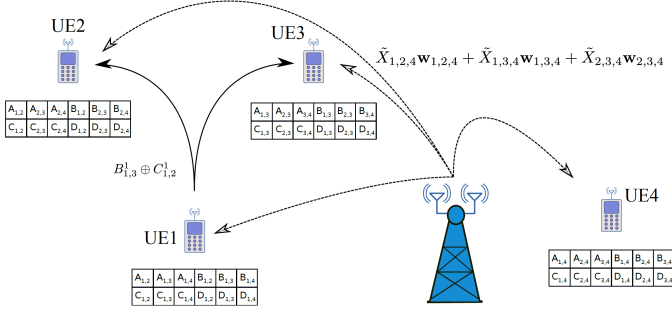 UE2
A₁,₂ A₂,₃ A₂,₄ B₁,₂ B₂,₃ B₂,₄
C₁,₂ C₂,₃ C₂,₄ D₁,₂ D₂,₃ D₂,₄
UE3
A₁,₃ A₂,₃ A₃,₄ B₁,₃ B₂,₃ B₃,₄
C₁,₃ C₂,₃ C₃,₄ D₁,₃ D₂,₃ D₃,₄
X̃₁,₂,₄w₁,₂,₄ + X̃₁,₃,₄w₁,₃,₄ + X̃₂,₃,₄w₂,₃,₄
B¹₁,₃ ⊕ C¹₁,₂
UE1
A₁,₂ A₁,₃ A₁,₄ B₁,₂ B₁,₃ B₁,₄
C₁,₂ C₁,₃ C₁,₄ D₁,₂ D₁,₃ D₁,₄
UE4
A₁,₄ A₂,₄ A₃,₄ B₁,₄ B₂,₄ B₃,₄
C₁,₄ C₂,₄ C₃,₄ D₁,₄ D₂,₄ D₃,₄